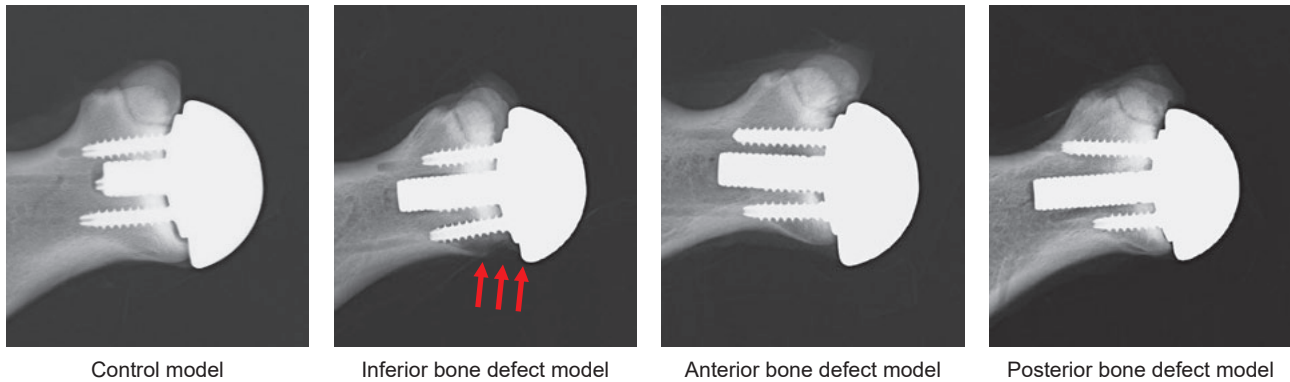 Control model
Inferior bone defect model
Anterior bone defect model
Posterior bone defect model